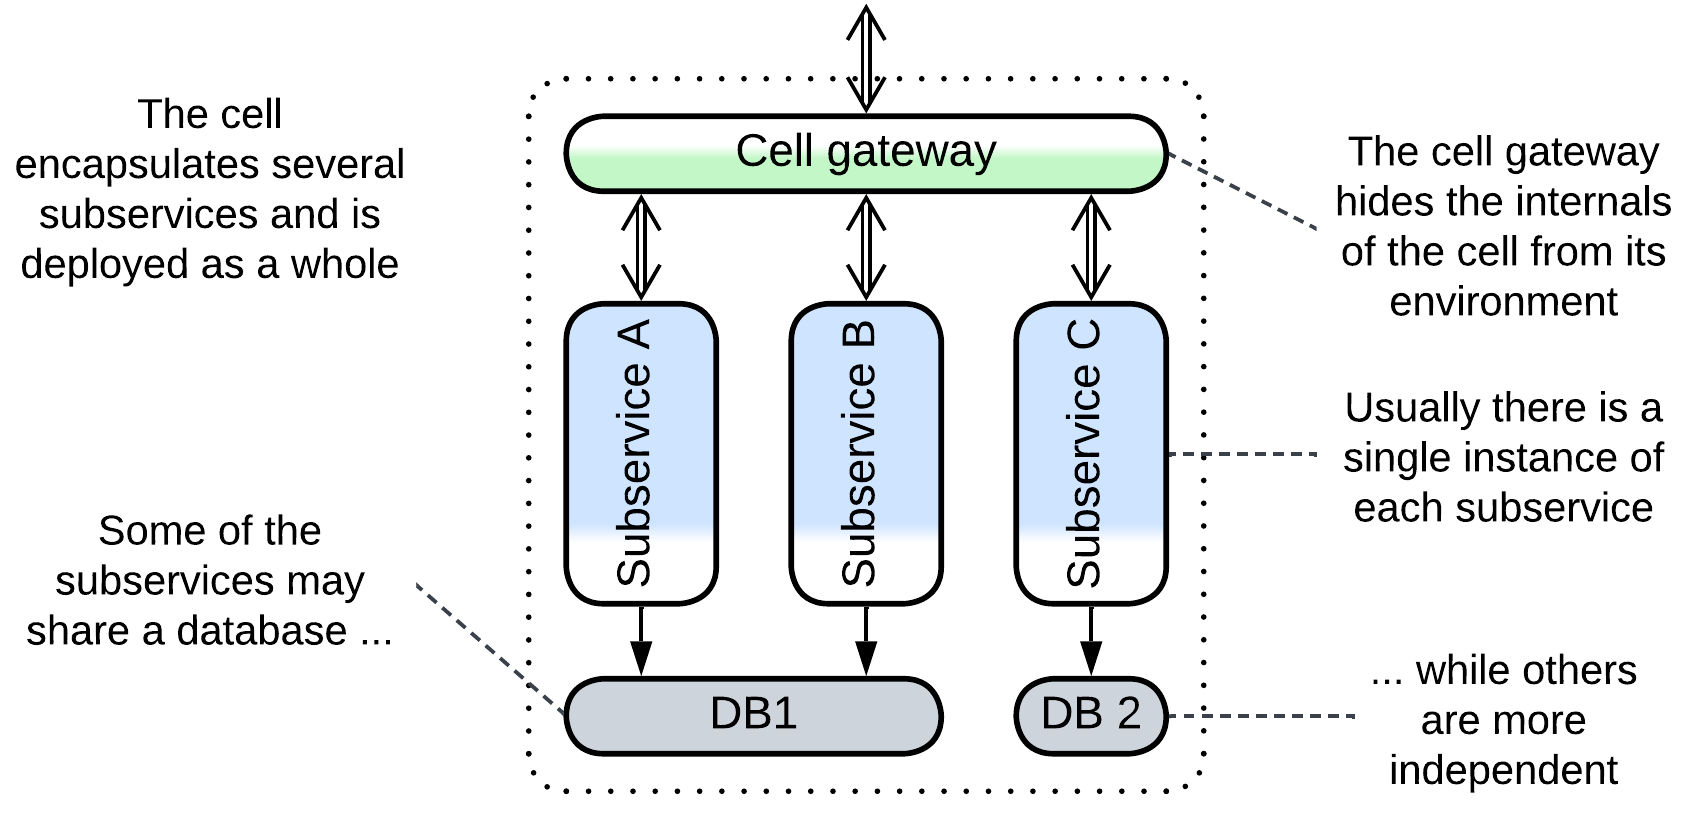 The cell
encapsulates several
subservices and is
deployed as a whole
Cell gateway
The cell gateway
hides the internals
of the cell from its
environment
Subservice A
Subservice B
Subservice C
Usually there is a
single instance of
each subservice
Some of the
subservices may
share a database ...
DB1
DB 2
... while others
are more
independent